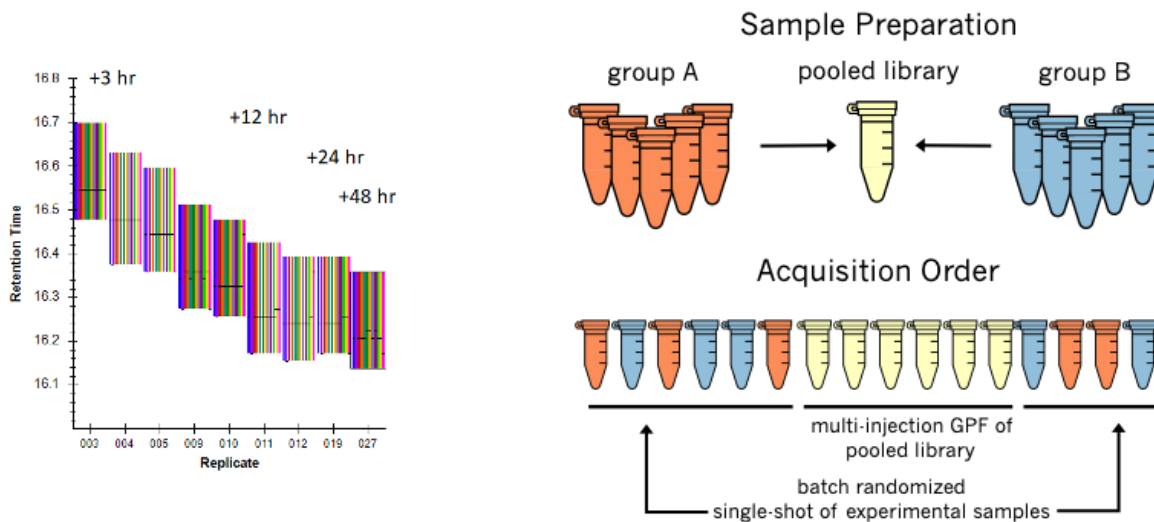 +3 hr
+12 hr
+24 hr
+48 hr
Retention Time
16.8
16.7
16.6
16.5
16.4
16.3
16.2
16.1
003 004 005 009 010 011 012 019 027
Replicate
Sample Preparation
group A pooled library group B
Acquisition Order
multi-injection GPF of
pooled library
batch randomized
single-shot of experimental samples